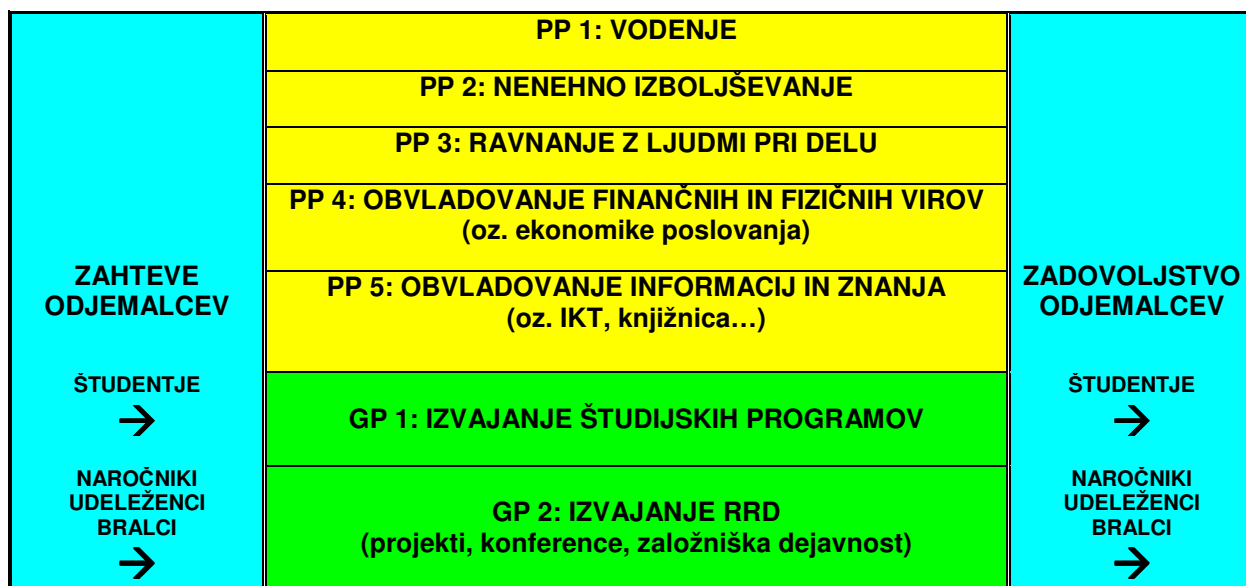 ZAHTEVE
ODJEMALCEV
ŠTUDENTJE
→
NAROČNIKI
UDELEŽENCI
BRALCI
→
PP 1: VODENJE
PP 2: NENEHNO IZBOLJŠEVANJE
PP 3: RAVNANJE Z LJUDMI PRI DELU
PP 4: OBVLADOVANJE FINANČNIH IN FIZIČNIH VIROV
(oz. ekonomike poslovanja)
PP 5: OBVLADOVANJE INFORMACIJ IN ZNANJA
(oz. IKT, knjižnica…)
GP 1: IZVAJANJE ŠTUDIJSKIH PROGRAMOV
GP 2: IZVAJANJE RRD
(projekti, konference, založniška dejavnost)
ZADOVOLJSTVO
ODJEMALCEV
ŠTUDENTJE
→
NAROČNIKI
UDELEŽENCI
BRALCI
→